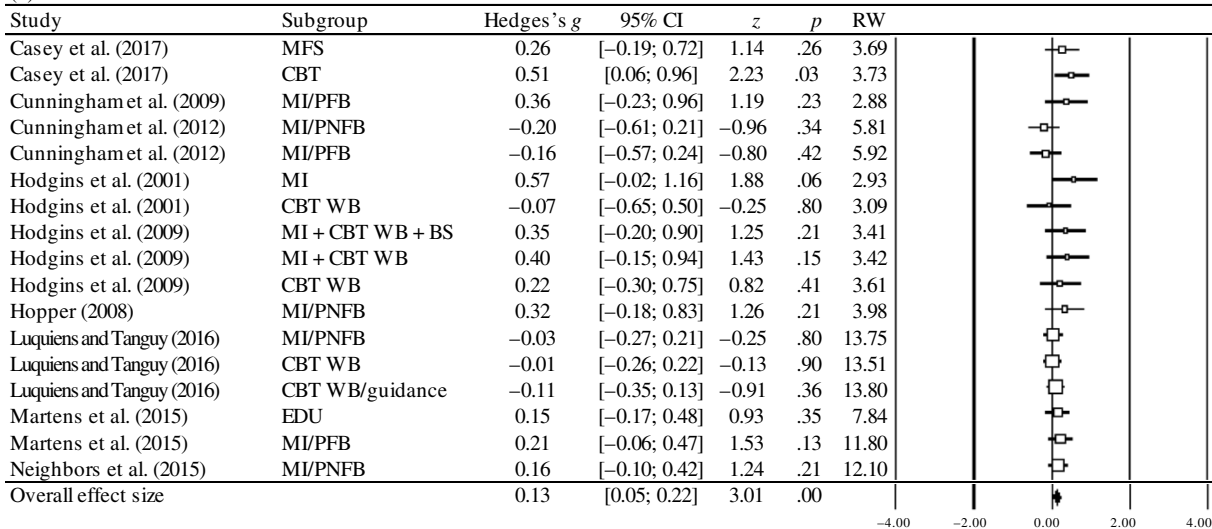 Study Subgroup Hedges's g 95% CI z p RW
Casey et al. (2017) MFS 0.26 [–0.19; 0.72] 1.14 .26 3.69
Casey et al. (2017) CBT 0.51 [0.06; 0.96] 2.23 .03 3.73
Cunningham et al. (2009) MI/PFB 0.36 [–0.23; 0.96] 1.19 .23 2.88
Cunningham et al. (2012) MI/PNFB –0.20 [–0.61; 0.21] –0.96 .34 5.81
Cunningham et al. (2012) MI/PFB –0.16 [–0.57; 0.24] –0.80 .42 5.92
Hodgins et al. (2001) MI 0.57 [–0.02; 1.16] 1.88 .06 2.93
Hodgins et al. (2001) CBT WB –0.07 [–0.65; 0.50] –0.25 .80 3.09
Hodgins et al. (2009) MI + CBT WB + BS 0.35 [–0.20; 0.90] 1.25 .21 3.41
Hodgins et al. (2009) MI + CBT WB 0.40 [–0.15; 0.94] 1.43 .15 3.42
Hodgins et al. (2009) CBT WB 0.22 [–0.30; 0.75] 0.82 .41 3.61
Hopper (2008) MI/PNFB 0.32 [–0.18; 0.83] 1.26 .21 3.98
Luquiens and Tanguy (2016) MI/PNFB –0.03 [–0.27; 0.21] –0.25 .80 13.75
Luquiens and Tanguy (2016) CBT WB –0.01 [–0.26; 0.22] –0.13 .90 13.51
Luquiens and Tanguy (2016) CBT WB/guidance –0.11 [–0.35; 0.13] –0.91 .36 13.80
Martens et al. (2015) EDU 0.15 [–0.17; 0.48] 0.93 .35 7.84
Martens et al. (2015) MI/PFB 0.21 [–0.06; 0.47] 1.53 .13 11.80
Neighbors et al. (2015) MI/PNFB 0.16 [–0.10; 0.42] 1.24 .21 12.10
Overall effect size 0.13 [0.05; 0.22] 3.01 .00
–4.00 –2.00 0.00 2.00 4.00